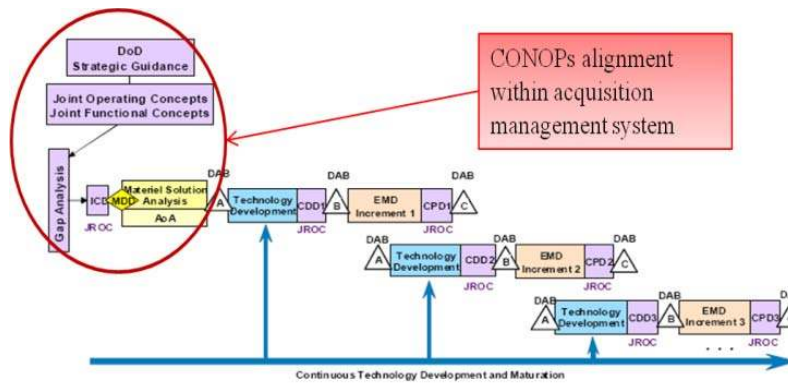 DoD
Strategic Guidance
CONOPs alignment
within acquisition
management system
Joint Operating Concepts
Joint Functional Concepts
Gap Analysis
ICD
JROC
MDD
Materiel Solution
Analysis
AoA
DAB
A
Technology
Development
CDD1
JROC
DAB
B
EMD
Increment 1
CPD1
JROC
DAB
C
DAB
A
Technology
Development
CDD2
JROC
DAB
B
EMD
Increment 2
CPD2
JROC
DAB
C
DAB
A
Technology
Development
CDD3
JROC
DAB
B
EMD
Increment 3
CPD3
JROC
. . .
Continuous Technology Development and Maturation